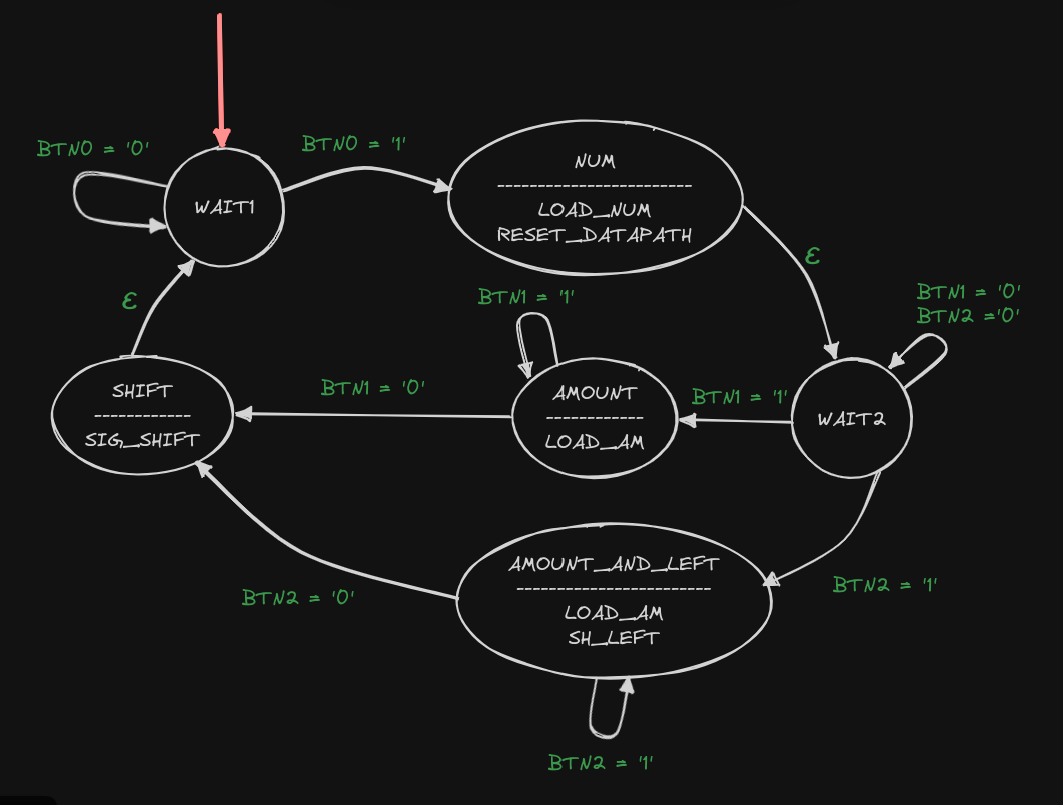 BTN0 = '0'
BTN0 = '1'
WAIT1
NUM
------------------------
LOAD_NUM
RESET_DATAPATH
ε
ε
BTN1 = '1'
BTN1 = '0'
BTN2 ='0'
SHIFT
------------
SIG_SHIFT
BTN1 = '0'
AMOUNT
------------
LOAD_AM
BTN1 = '1'
WAIT2
AMOUNT_AND_LEFT
------------------------
LOAD_AM
SH_LEFT
BTN2 = '0'
BTN2 = '1'
BTN2 = '1'